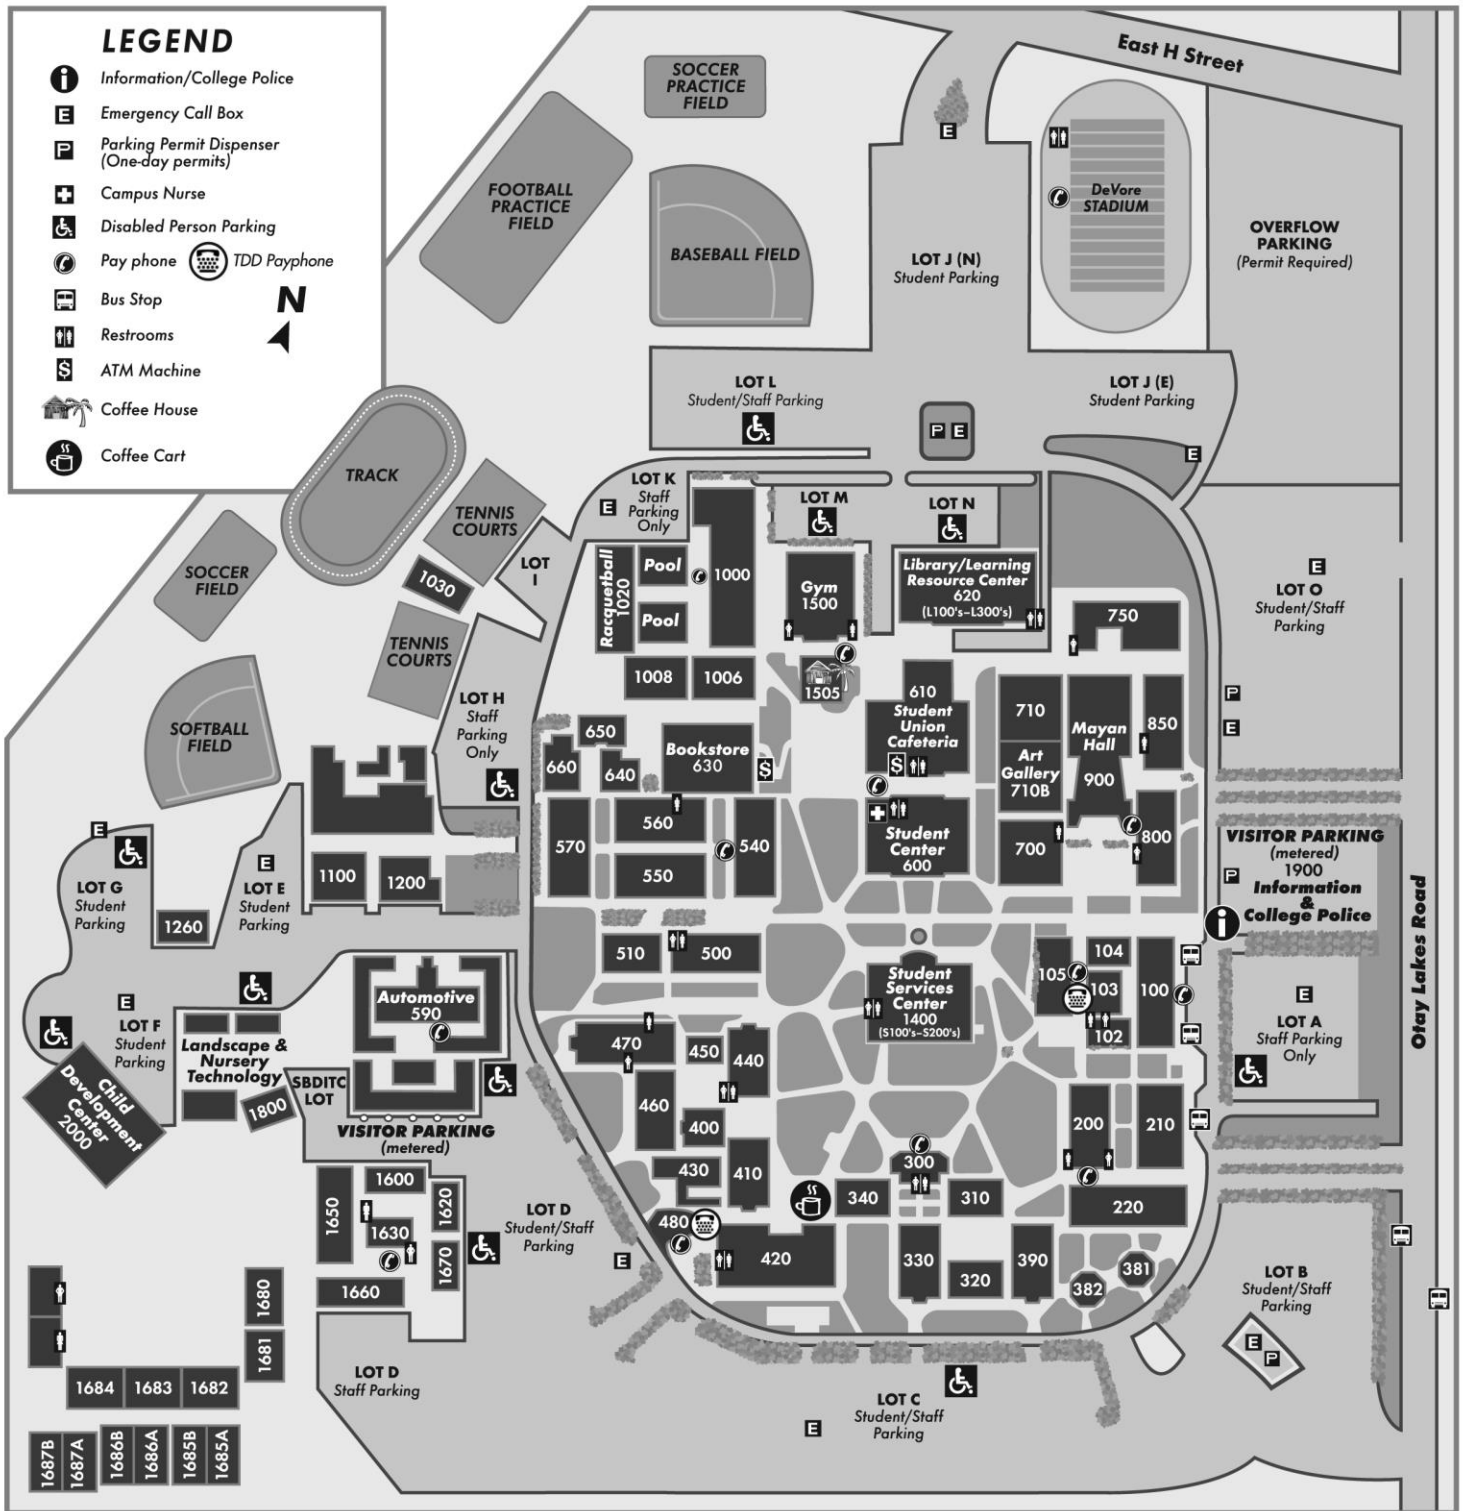 LEGEND
Information/College Police
E
Emergency Call Box
P
Parking Permit Dispenser
(One-day permits)
Campus Nurse
Disabled Person Parking
Pay phone
TDD Payphone
Bus Stop
N
Restrooms
$
ATM Machine
Coffee House
Coffee Cart
East H Street
SOCCER
PRACTICE
FIELD
FOOTBALL
PRACTICE
FIELD
BASEBALL FIELD
E
LOT J (N)
Student Parking
DeVore
STADIUM
OVERFLOW
PARKING
(Permit Required)
LOT L
Student/Staff Parking
LOT J (E)
Student Parking
P E
E
TRACK
TENNIS
COURTS
1030
SOCCER
FIELD
TENNIS
COURTS
SOFTBALL
FIELD
LOT
I
LOT K
Staff
Parking
Only
E
LOT M
LOT N
Racquetball
1020
Pool
Pool
1000
Gym
1500
Library/Learning
Resource Center
620
(L100's–L300's)
750
E
LOT O
Student/Staff
Parking
1008
1006
1505
LOT H
Staff
Parking
Only
610
Student
Union
Cafeteria
$
710
Art
Gallery
710B
Mayan
Hall
900
850
P
E
650
660
640
Bookstore
630
$
560
570
550
540
Student
Center
600
700
800
VISITOR PARKING
(metered)
1900
Information
&
College Police
P
i
Otay Lakes Road
E
LOT G
Student
Parking
E
LOT E
Student
Parking
1100
1200
1260
510
500
Student
Services
Center
1400
(S100's–S200's)
105
104
103
102
100
E
LOT A
Staff Parking
Only
E
LOT F
Student
Parking
Automotive
590
Landscape &
Nursery
Technology
1800
SBDITC
LOT
Child
Development
Center
2000
VISITOR PARKING
(metered)
470
450
440
460
400
430
410
480
420
300
340
310
330
320
390
200
210
220
381
382
1600
1650
1620
1630
1670
1660
LOT D
Student/Staff
Parking
E
LOT B
Student/Staff
Parking
E
P
1680
1681
1684
1683
1682
1687B
1687A
1686B
1686A
1685B
1685A
LOT D
Staff Parking
E
LOT C
Student/Staff
Parking